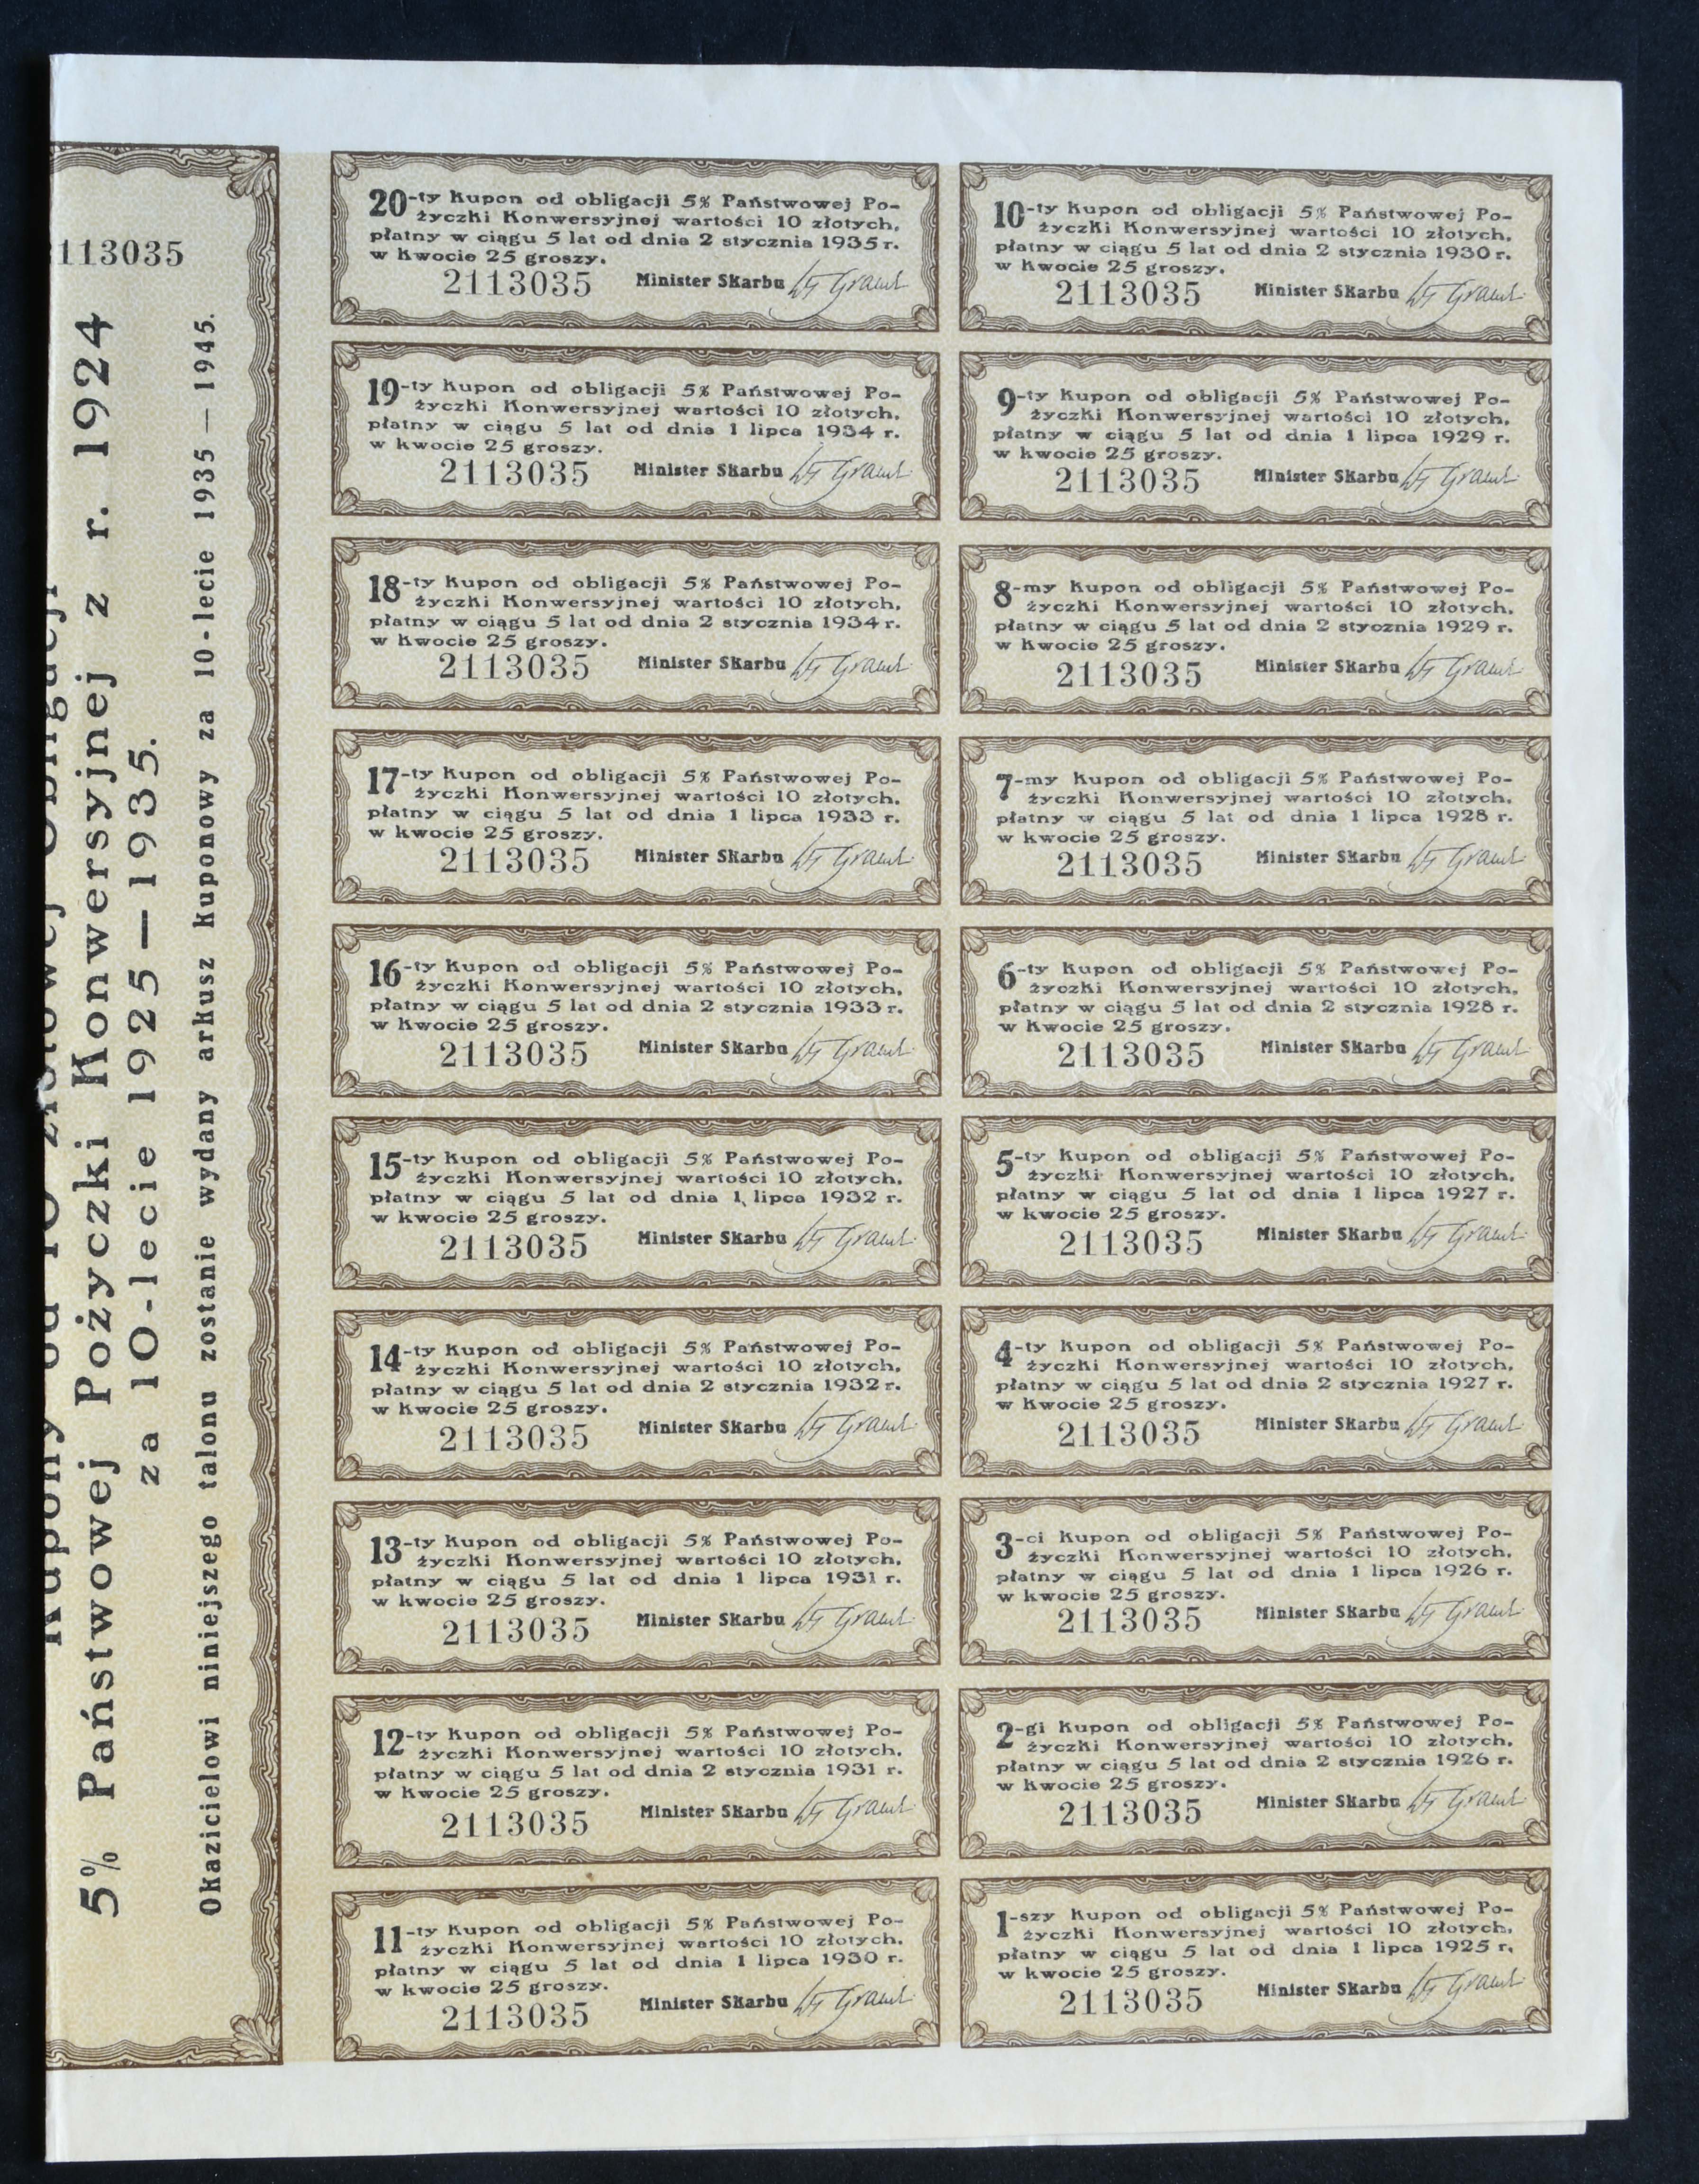 113035
Kupony od 10 złotowej Obligacji
5% Państwowej Pożyczki Konwersyjnej z r. 1924
za 10-lecie 1925—1935.
Okazicielowi niniejszego talonu zostanie wydany arkusz kuponowy za 10-lecie 1935 — 1945.
20-ty Kupon od obligacji 5% Państwowej Po-
życzki Konwersyjnej wartości 10 złotych,
płatny w ciągu 5 lat od dnia 2 stycznia 1935 r.
w kwocie 25 groszy.
2113035 Minister Skarbu
19-ty Kupon od obligacji 5% Państwowej Po-
życzki Konwersyjnej wartości 10 złotych,
płatny w ciągu 5 lat od dnia 1 lipca 1934 r.
w kwocie 25 groszy.
2113035 Minister Skarbu
18-ty Kupon od obligacji 5% Państwowej Po-
życzki Konwersyjnej wartości 10 złotych,
płatny w ciągu 5 lat od dnia 2 stycznia 1934 r.
w kwocie 25 groszy.
2113035 Minister Skarbu
17-ty Kupon od obligacji 5% Państwowej Po-
życzki Konwersyjnej wartości 10 złotych,
płatny w ciągu 5 lat od dnia 1 lipca 1933 r.
w kwocie 25 groszy.
2113035 Minister Skarbu
16-ty Kupon od obligacji 5% Państwowej Po-
życzki Konwersyjnej wartości 10 złotych,
płatny w ciągu 5 lat od dnia 2 stycznia 1933 r.
w kwocie 25 groszy.
2113035 Minister Skarbu
15-ty Kupon od obligacji 5% Państwowej Po-
życzki Konwersyjnej wartości 10 złotych,
płatny w ciągu 5 lat od dnia 1 lipca 1932 r.
w kwocie 25 groszy.
2113035 Minister Skarbu
14-ty Kupon od obligacji 5% Państwowej Po-
życzki Konwersyjnej wartości 10 złotych,
płatny w ciągu 5 lat od dnia 2 stycznia 1932 r.
w kwocie 25 groszy.
2113035 Minister Skarbu
13-ty Kupon od obligacji 5% Państwowej Po-
życzki Konwersyjnej wartości 10 złotych,
płatny w ciągu 5 lat od dnia 1 lipca 1931 r.
w kwocie 25 groszy.
2113035 Minister Skarbu
12-ty Kupon od obligacji 5% Państwowej Po-
życzki Konwersyjnej wartości 10 złotych,
płatny w ciągu 5 lat od dnia 2 stycznia 1931 r.
w kwocie 25 groszy.
2113035 Minister Skarbu
11-ty Kupon od obligacji 5% Państwowej Po-
życzki Konwersyjnej wartości 10 złotych,
płatny w ciągu 5 lat od dnia 1 lipca 1930 r.
w kwocie 25 groszy.
2113035 Minister Skarbu
10-ty Kupon od obligacji 5% Państwowej Po-
życzki Konwersyjnej wartości 10 złotych,
płatny w ciągu 5 lat od dnia 2 stycznia 1930 r.
w kwocie 25 groszy.
2113035 Minister Skarbu
9-ty Kupon od obligacji 5% Państwowej Po-
życzki Konwersyjnej wartości 10 złotych,
płatny w ciągu 5 lat od dnia 1 lipca 1929 r.
w kwocie 25 groszy.
2113035 Minister Skarbu
8-my Kupon od obligacji 5% Państwowej Po-
życzki Konwersyjnej wartości 10 złotych,
płatny w ciągu 5 lat od dnia 2 stycznia 1929 r.
w kwocie 25 groszy.
2113035 Minister Skarbu
7-my Kupon od obligacji 5% Państwowej Po-
życzki Konwersyjnej wartości 10 złotych,
płatny w ciągu 5 lat od dnia 1 lipca 1928 r.
w kwocie 25 groszy.
2113035 Minister Skarbu
6-ty Kupon od obligacji 5% Państwowej Po-
życzki Konwersyjnej wartości 10 złotych,
płatny w ciągu 5 lat od dnia 2 stycznia 1928 r.
w kwocie 25 groszy.
2113035 Minister Skarbu
5-ty Kupon od obligacji 5% Państwowej Po-
życzki Konwersyjnej wartości 10 złotych,
płatny w ciągu 5 lat od dnia 1 lipca 1927 r.
w kwocie 25 groszy.
2113035 Minister Skarbu
4-ty Kupon od obligacji 5% Państwowej Po-
życzki Konwersyjnej wartości 10 złotych,
płatny w ciągu 5 lat od dnia 2 stycznia 1927 r.
w kwocie 25 groszy.
2113035 Minister Skarbu
3-ci Kupon od obligacji 5% Państwowej Po-
życzki Konwersyjnej wartości 10 złotych,
płatny w ciągu 5 lat od dnia 1 lipca 1926 r.
w kwocie 25 groszy.
2113035 Minister Skarbu
2-gi Kupon od obligacji 5% Państwowej Po-
życzki Konwersyjnej wartości 10 złotych,
płatny w ciągu 5 lat od dnia 2 stycznia 1926 r.
w kwocie 25 groszy.
2113035 Minister Skarbu
1-szy Kupon od obligacji 5% Państwowej Po-
życzki Konwersyjnej wartości 10 złotych,
płatny w ciągu 5 lat od dnia 1 lipca 1925 r.
w kwocie 25 groszy.
2113035 Minister Skarbu